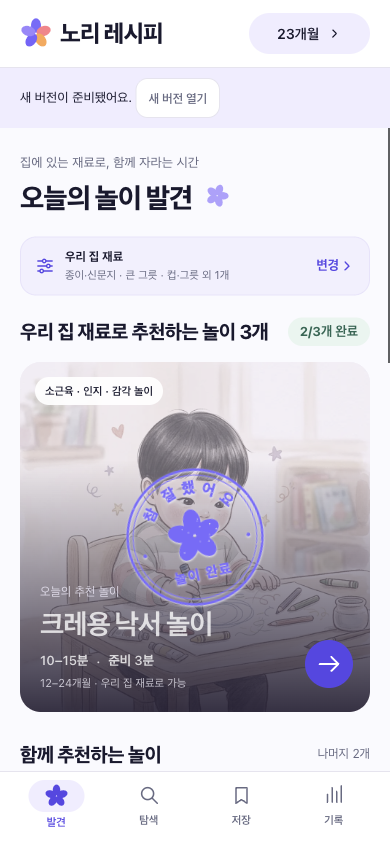 노리 레시피
23개월
새 버전이 준비됐어요.
새 버전 열기
집에 있는 재료로, 함께 자라는 시간
오늘의 놀이 발견
우리 집 재료
종이·신문지 · 큰 그릇 · 컵·그릇 외 1개
변경
우리 집 재료로 추천하는 놀이 3개
2/3개 완료
소근육 · 인지 · 감각 놀이
참 잘했어요
놀이 완료
오늘의 추천 놀이
크레용 낙서 놀이
10–15분 · 준비 3분
12–24개월 · 우리 집 재료로 가능
함께 추천하는 놀이
나머지 2개
발견
탐색
저장
기록